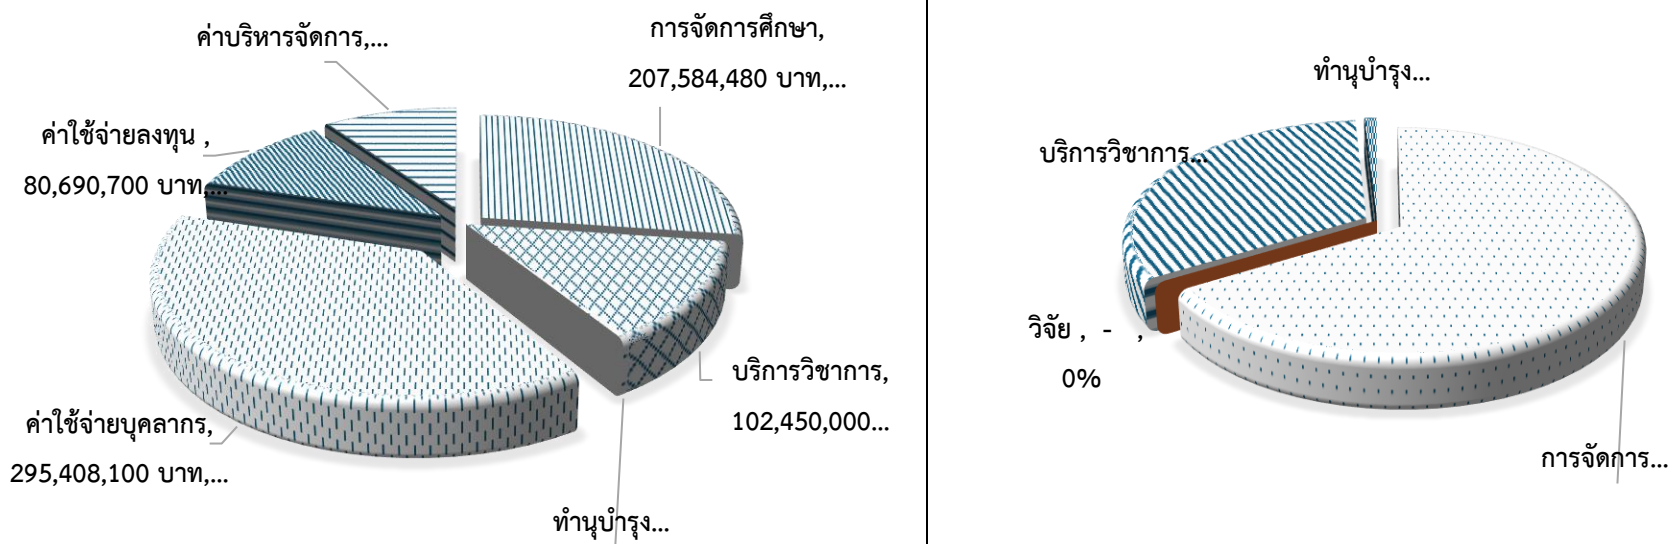 ค่าบริหารจัดการ,...
การจัดการศึกษา,
207,584,480 บาท,...
ค่าใช้จ่ายลงทุน ,
80,690,700 บาท,...
บริการวิชาการ,
102,450,000...
ค่าใช้จ่ายบุคลากร,
295,408,100 บาท,...
ทำนุบำรุง...
ทำนุบำรุง...
บริการวิชาการ...
วิจัย , - ,
0%
การจัดการ...